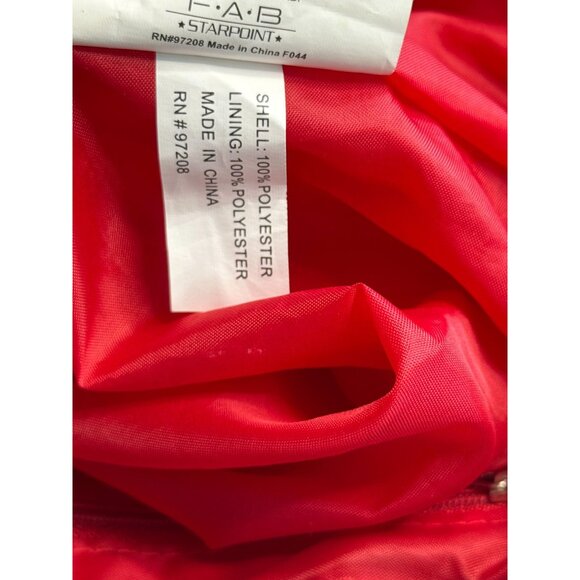 F·A·B
STARPOINT
RN#97208 Made in China F044
SHELL: 100% POLYESTER
LINING: 100% POLYESTER
MADE IN CHINA
RN # 97208